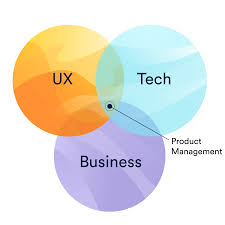 UX
Tech
Product
Management
Business